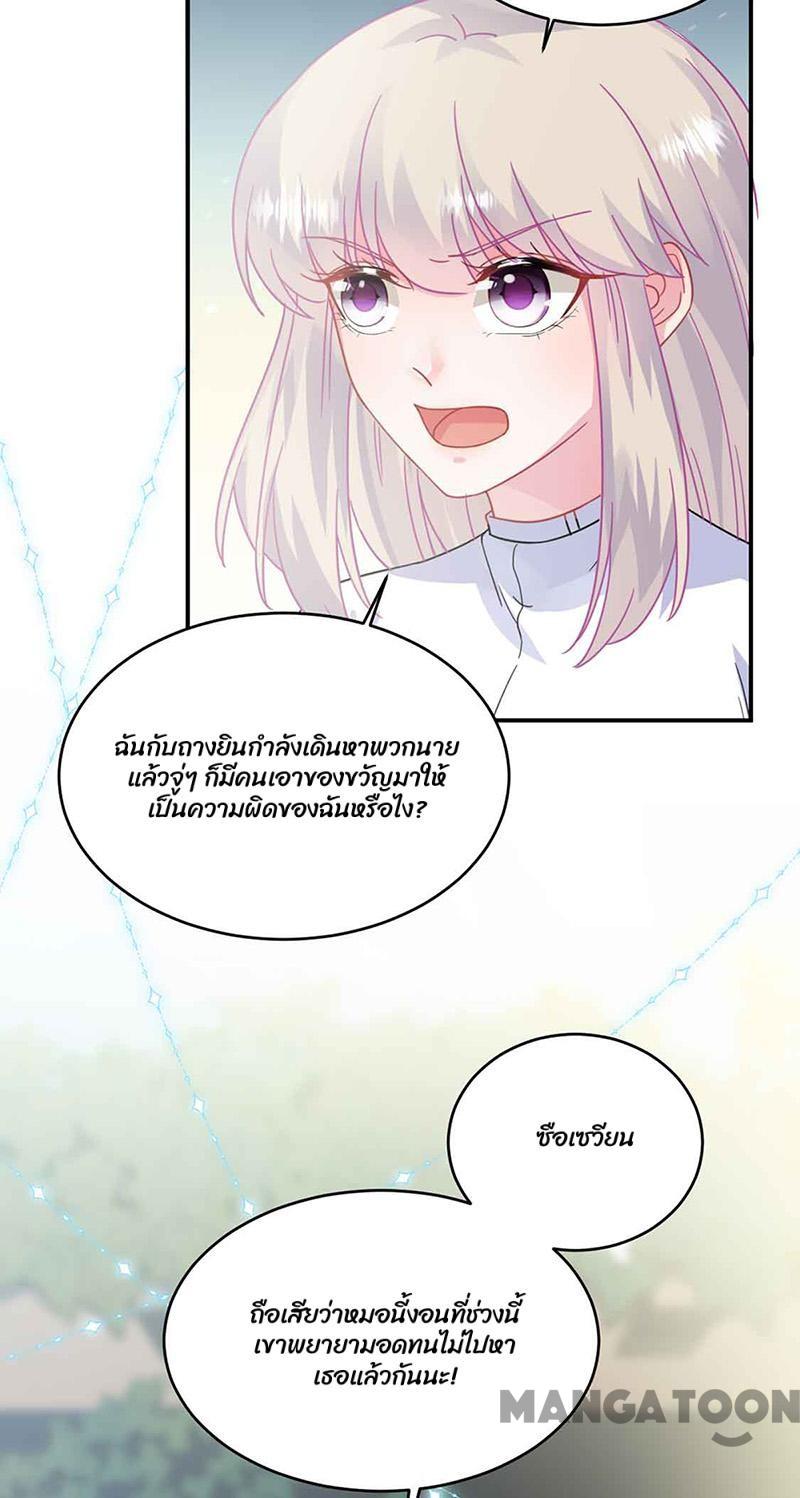 ฉันกับถางยินกำลังเดินหาพวกนาย
แล้วจู่ๆ ก็มีคนเอาของขวัญมาให้
เป็นความผิดของฉันหรือไง?
ซือเซวียน
ถือเสียว่าหมอนี้งอนที่ช่วงนี้
เขาพยายามอดทนไม่ไปหา
เธอแล้วกันนะ!
MANGATOON